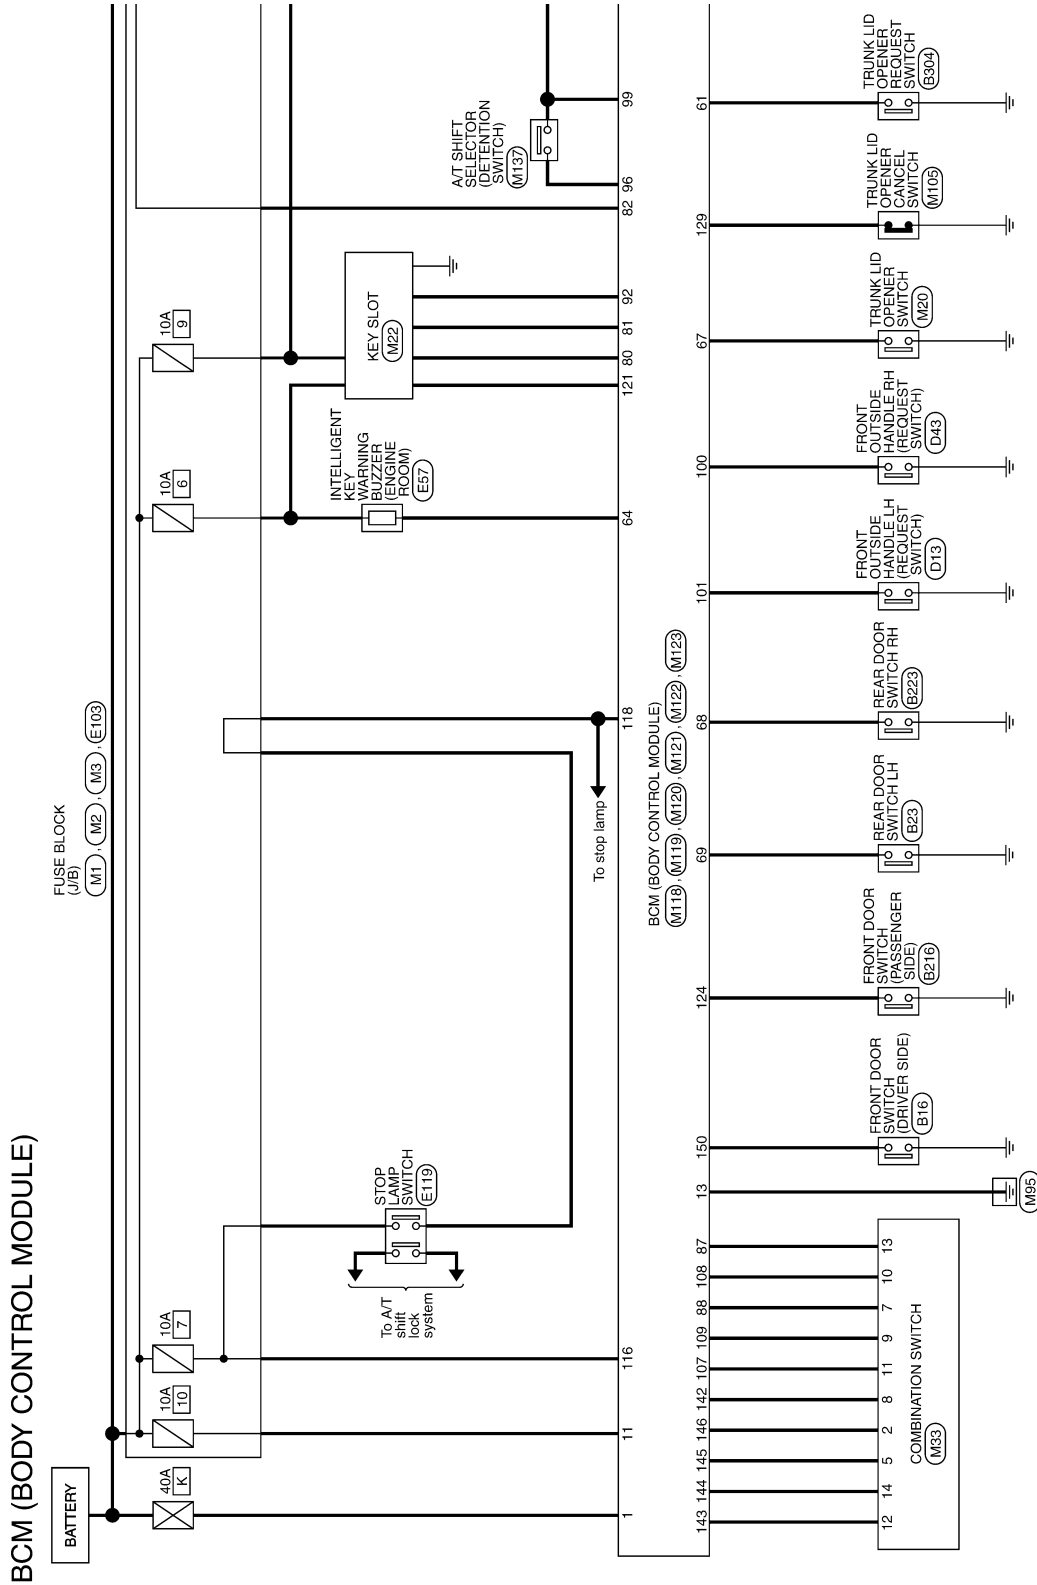 BCM (BODY CONTROL MODULE)
BATTERY
FUSE BLOCK
(J/B)
M1 , M2 , M3 , E103
40A
K
10A
10
10A
7
10A
6
10A
9
To A/T
shift
lock
system
STOP
LAMP
SWITCH
E119
INTELLIGENT
KEY
WARNING
BUZZER
(ENGINE
ROOM)
E57
KEY SLOT
M22
A/T SHIFT
SELECTOR
(DETENTION
SWITCH)
M137
To stop lamp
1
11
116
118
64
121
80
81
92
82
96
99
BCM (BODY CONTROL MODULE)
M118 , M119 , M120 , M121 , M122 , M123
143
144
145
146
142
107
109
88
108
87
13
150
124
69
68
101
100
67
129
61
12
14
5
2
8
11
9
7
10
13
COMBINATION SWITCH
M33
M95
FRONT DOOR
SWITCH
(DRIVER SIDE)
B16
FRONT DOOR
SWITCH
(PASSENGER
SIDE)
B216
REAR DOOR
SWITCH LH
B23
REAR DOOR
SWITCH RH
B223
FRONT
OUTSIDE
HANDLE LH
(REQUEST
SWITCH)
D13
FRONT
OUTSIDE
HANDLE RH
(REQUEST
SWITCH)
D43
TRUNK LID
OPENER
SWITCH
M20
TRUNK LID
OPENER
CANCEL
SWITCH
M105
TRUNK LID
OPENER
REQUEST
SWITCH
B304